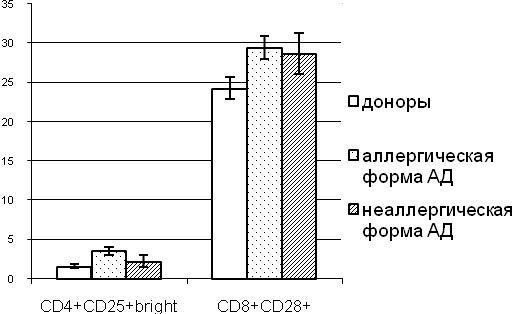 35
30
25
20
15
10
5
0
CD4+CD25+bright
CD8+CD28+
доноры
аллергическая
форма АД
неаллергическая
форма АД